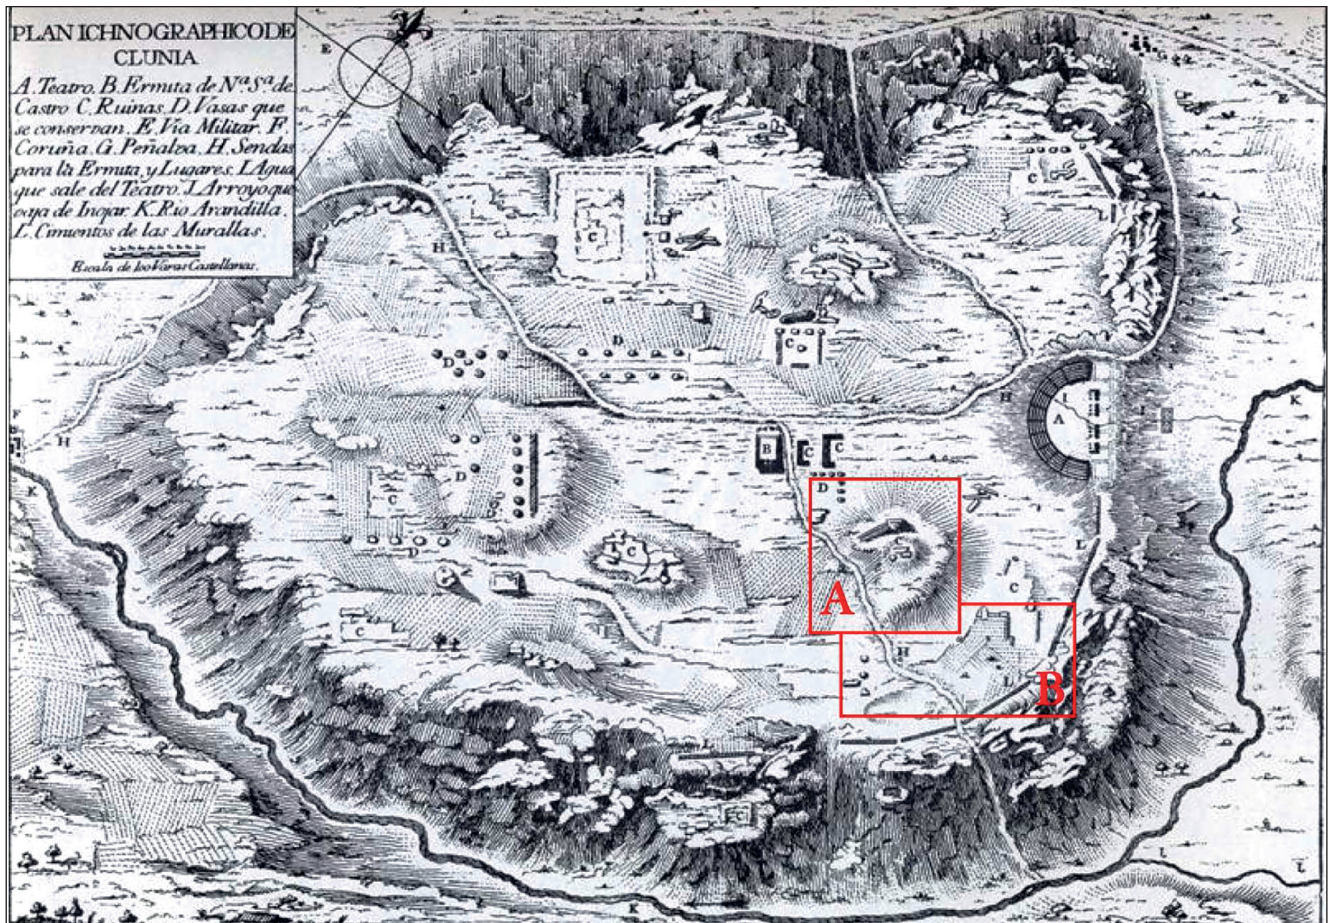 PLAN ICHNOGRAPHICO DE
CLUNIA
A. Teatro. B. Ermita de Nª. Sª. de
Castro C. Ruinas. D. Vasas que
se conservan. E. Via Militar. F.
Coruña. G. Peñalva. H. Sendas
para la Ermita, y Lugares. I. Agua
que sale del Teatro. J. Arroyo que
vaja de Inojar. K. Rio Arandilla.
L. Cimientos de las Murallas.
Escala de 100 Varas Castellanas.
E
E
C
C
H
C
D
C
D
K
H
I
A
I
F
H
B
C
C
D
D
K
C
D
C
L
C
C
A
C
H
L
B
C
K